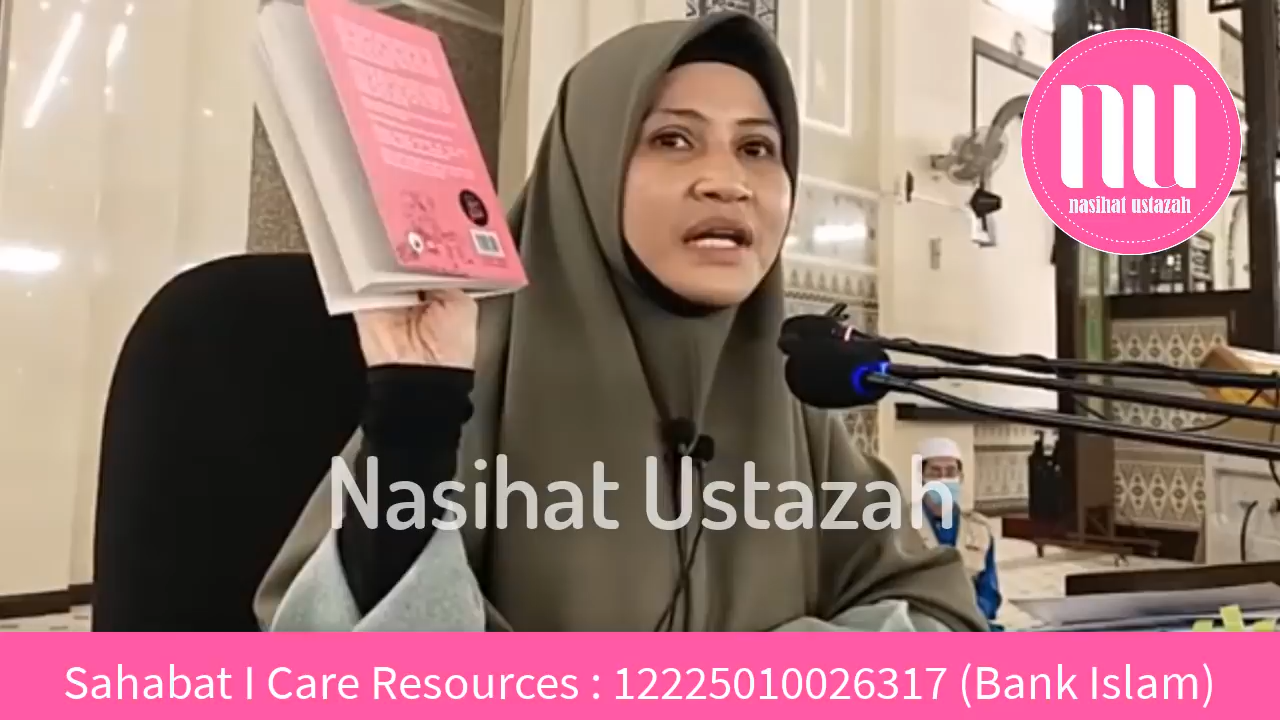 nu
nasihat ustazah
Nasihat Ustazah
Sahabat I Care Resources : 12225010026317 (Bank Islam)